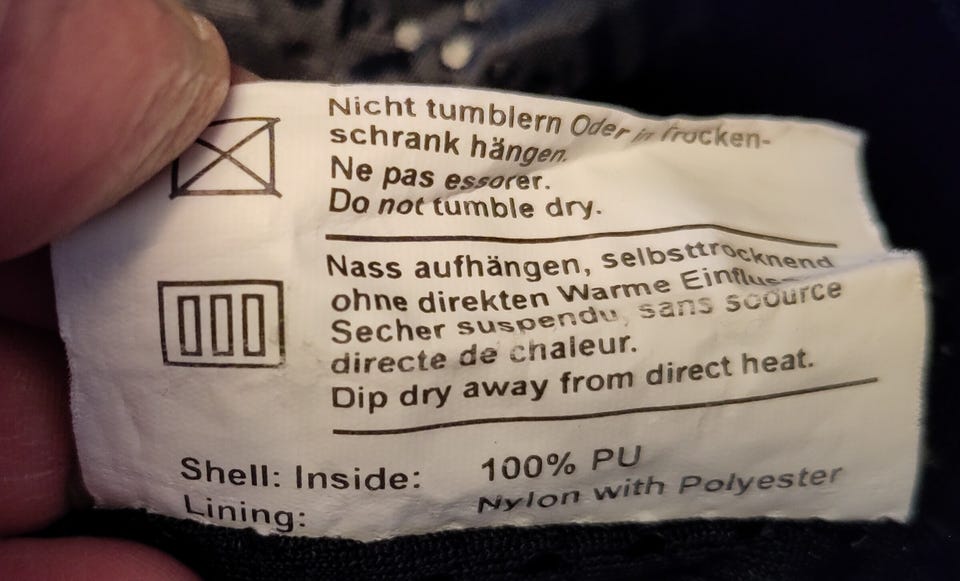 Nicht tumblern Oder in Trocken-
schrank hängen.
Ne pas essorer.
Do not tumble dry.
Nass aufhängen, selbsttrocknend
ohne direkten Warme Einfluss
Secher suspendu, sans scource
directe de chaleur.
Dip dry away from direct heat.
Shell: Inside: 100% PU
Lining: Nylon with Polyester